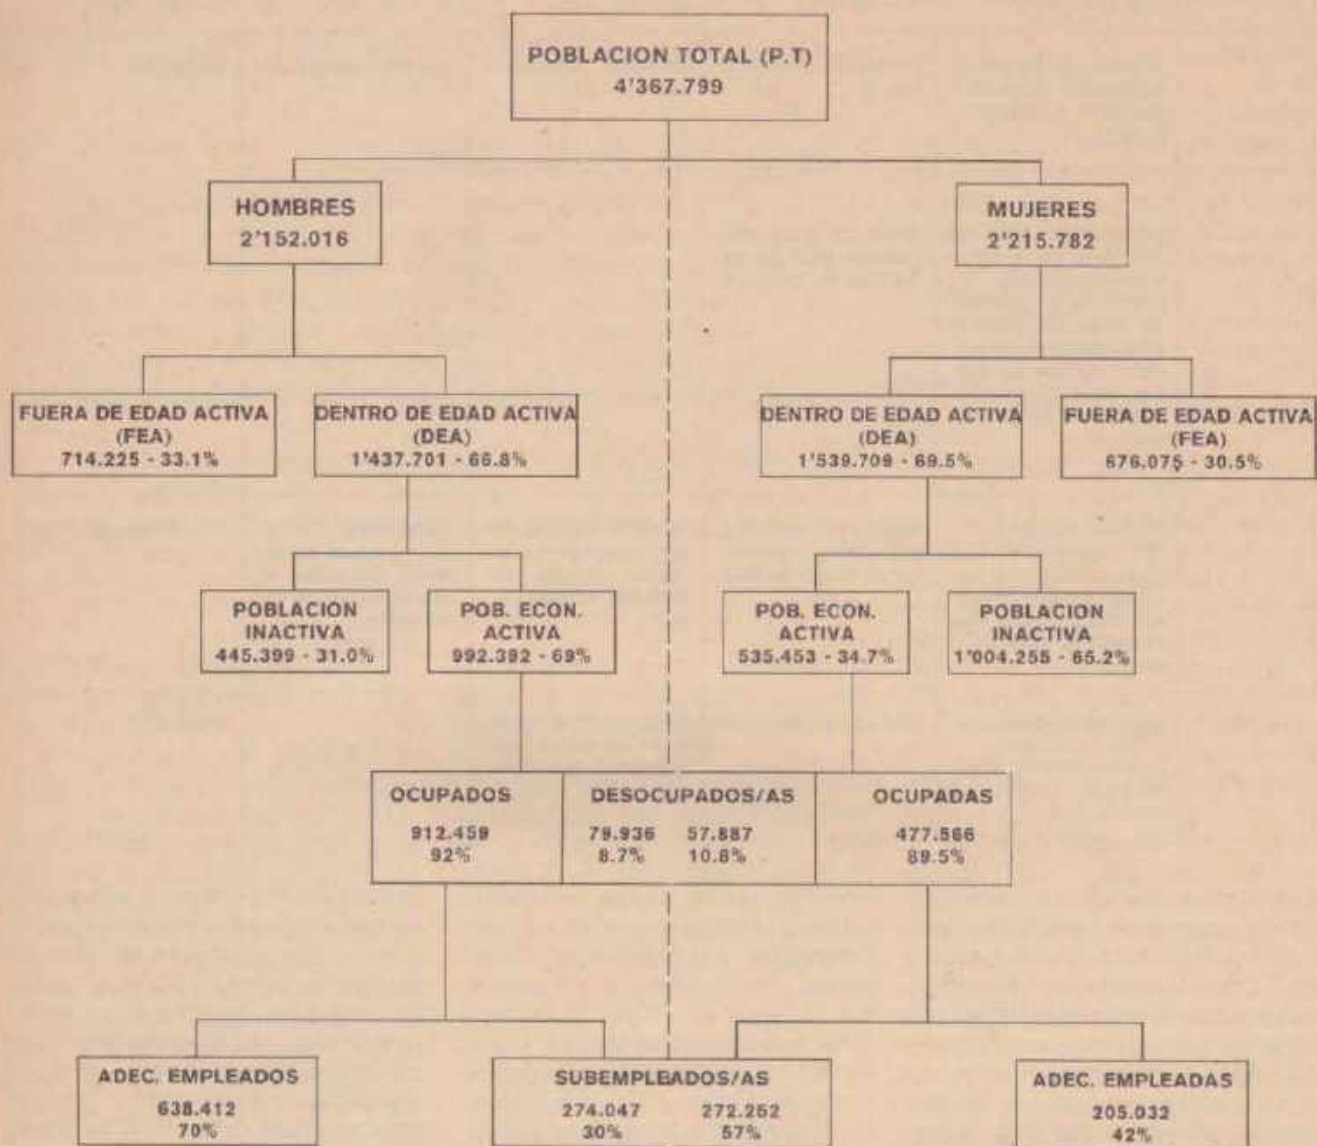 POBLACION TOTAL (P.T)
4'367.799
HOMBRES
2'152.016
MUJERES
2'215.782
FUERA DE EDAD ACTIVA
(FEA)
714.225 - 33.1%
DENTRO DE EDAD ACTIVA
(DEA)
1'437.701 - 66.8%
DENTRO DE EDAD ACTIVA
(DEA)
1'539.709 - 69.5%
FUERA DE EDAD ACTIVA
(FEA)
676.075 - 30.5%
POBLACION
INACTIVA
445.399 - 31.0%
POB. ECON.
ACTIVA
992.392 - 69%
POB. ECON.
ACTIVA
535.453 - 34.7%
POBLACION
INACTIVA
1'004.255 - 65.2%
OCUPADOS
912.459
92%
DESOCUPADOS/AS
79.936 57.887
8.7% 10.8%
OCUPADAS
477.566
89.5%
ADEC. EMPLEADOS
638.412
70%
SUBEMPLEADOS/AS
274.047 272.252
30% 57%
ADEC. EMPLEADAS
205.032
42%